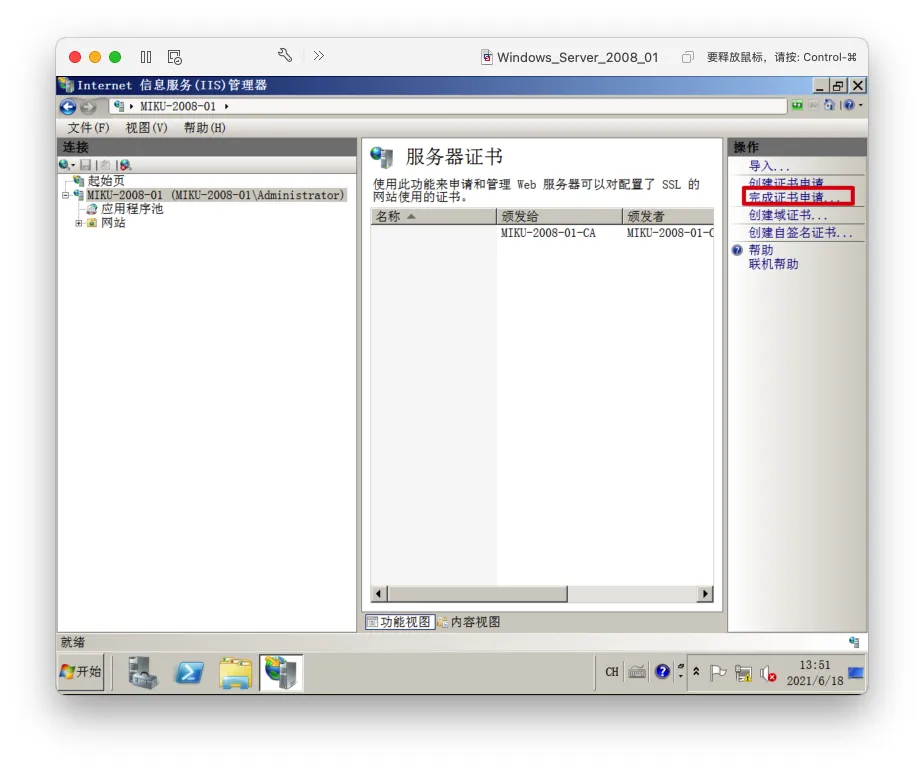 Windows_Server_2008_01
要释放鼠标，请按: Control-⌘
Internet 信息服务(IIS)管理器
MIKU-2008-01
文件(F) 视图(V) 帮助(H)
连接
起始页
MIKU-2008-01 (MIKU-2008-01\Administrator)
应用程序池
网站
服务器证书
使用此功能来申请和管理 Web 服务器可以对配置了 SSL 的
网站使用的证书。
名称 颁发给 颁发者
MIKU-2008-01-CA MIKU-2008-01-C
功能视图 内容视图
操作
导入...
创建证书申请
完成证书申请...
创建域证书...
创建自签名证书...
帮助
联机帮助
就绪
开始
CH
13:51
2021/6/18